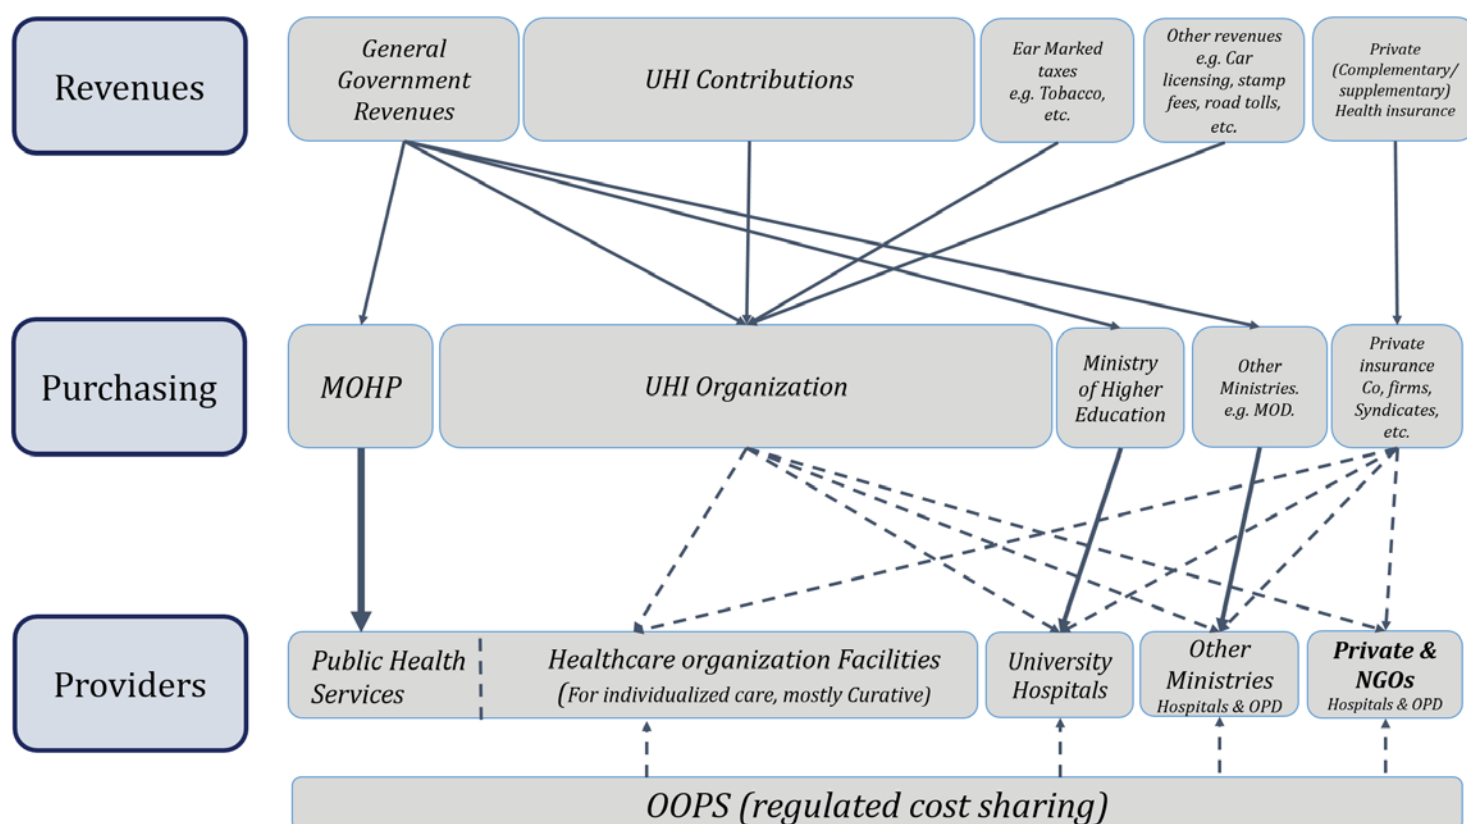 Revenues
General
Government
Revenues
UHI Contributions
Ear Marked
taxes
e.g. Tobacco,
etc.
Other revenues
e.g. Car
licensing, stamp
fees, road tolls,
etc.
Private
(Complementary/
supplementary)
Health insurance
Purchasing
MOHP
UHI Organization
Ministry
of Higher
Education
Other
Ministries.
e.g. MOD.
Private
insurance
Co, firms,
Syndicates,
etc.
Providers
Public Health
Services
Healthcare organization Facilities
(For individualized care, mostly Curative)
University
Hospitals
Other
Ministries
Hospitals & OPD
Private &
NGOs
Hospitals & OPD
OOPS (regulated cost sharing)